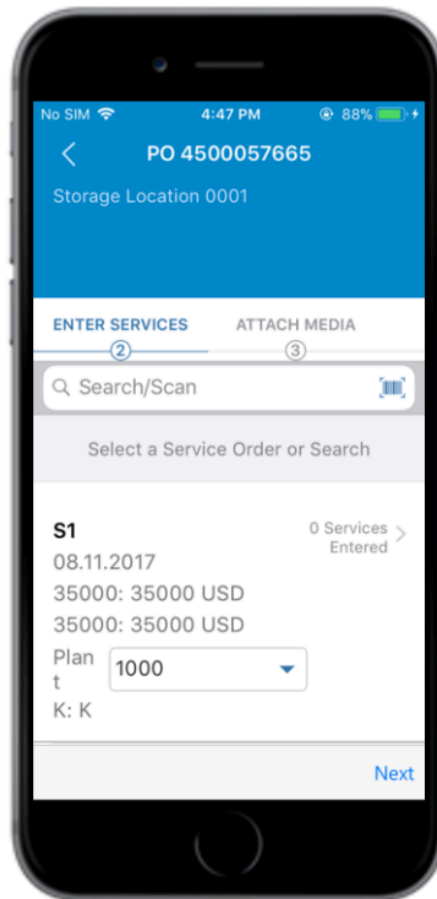 No SIM 4:47 PM 88%
PO 4500057665
Storage Location 0001
ENTER SERVICES ATTACH MEDIA
2 3
Search/Scan
Select a Service Order or Search
S1 0 Services
Entered
08.11.2017
35000: 35000 USD
35000: 35000 USD
Plan
t 1000
K: K
Next